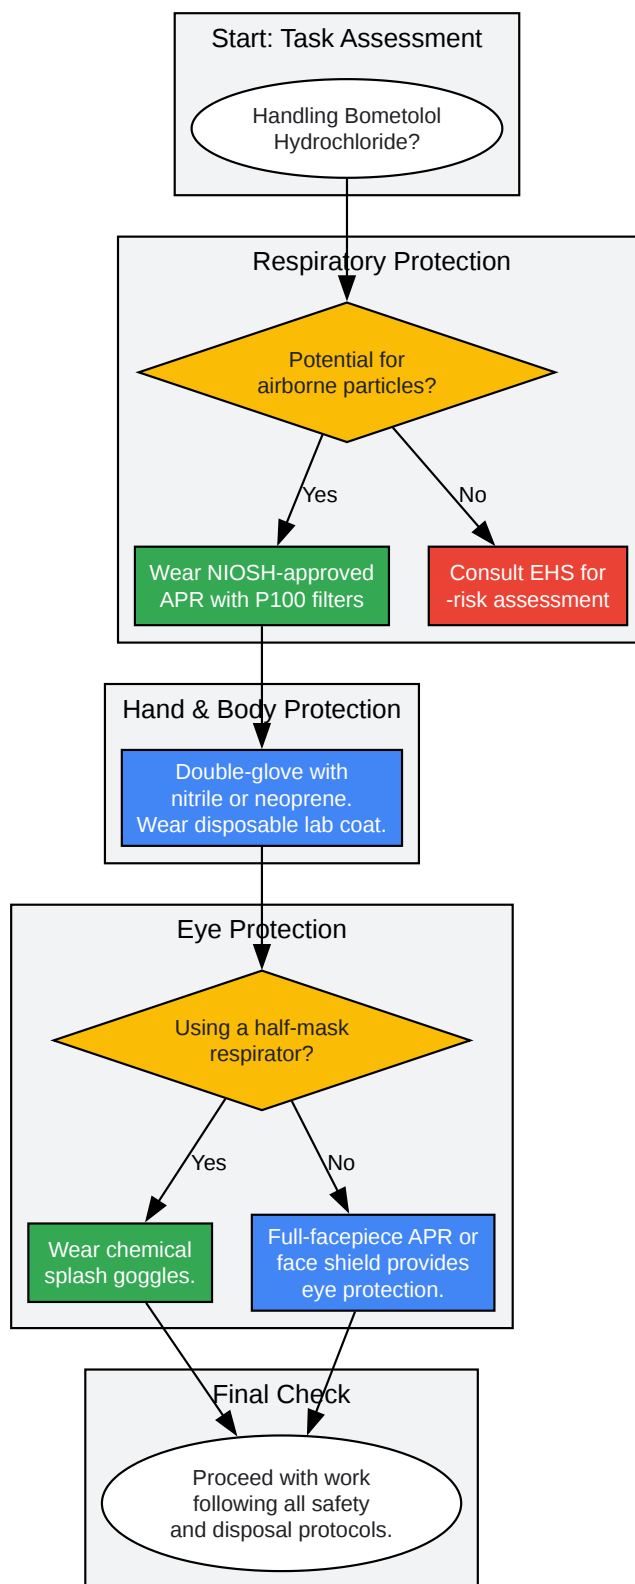 Start: Task Assessment
Handling Bometolol
Hydrochloride?
Respiratory Protection
Potential for
airborne particles?
Yes
No
Wear NIOSH-approved
APR with P100 filters
Consult EHS for
-risk assessment
Hand & Body Protection
Double-glove with
nitrile or neoprene.
Wear disposable lab coat.
Eye Protection
Using a half-mask
respirator?
Yes
No
Wear chemical
splash goggles.
Full-facepiece APR or
face shield provides
eye protection.
Final Check
Proceed with work
following all safety
and disposal protocols.